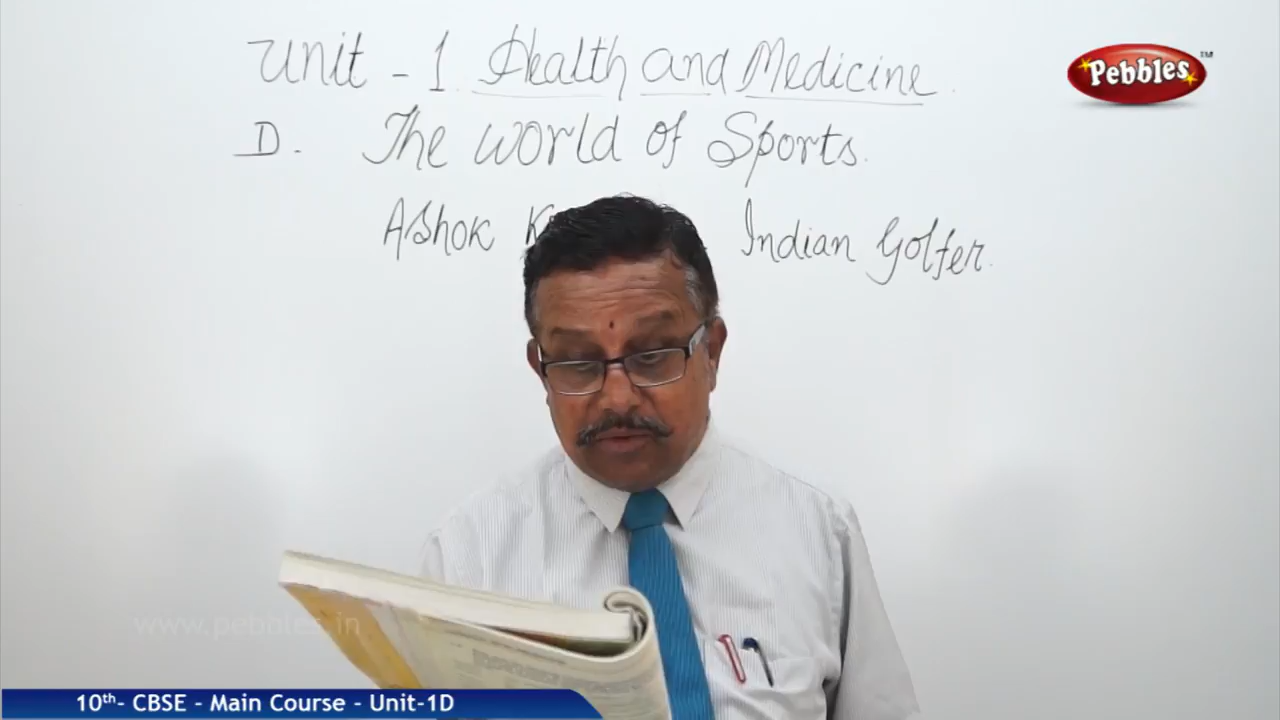 Unit - 1. Health and Medicine.
D. The World of Sports.
Ashok Indian Golfer.
Pebbles™
www.pebbles.in
10th- CBSE - Main Course - Unit-1D